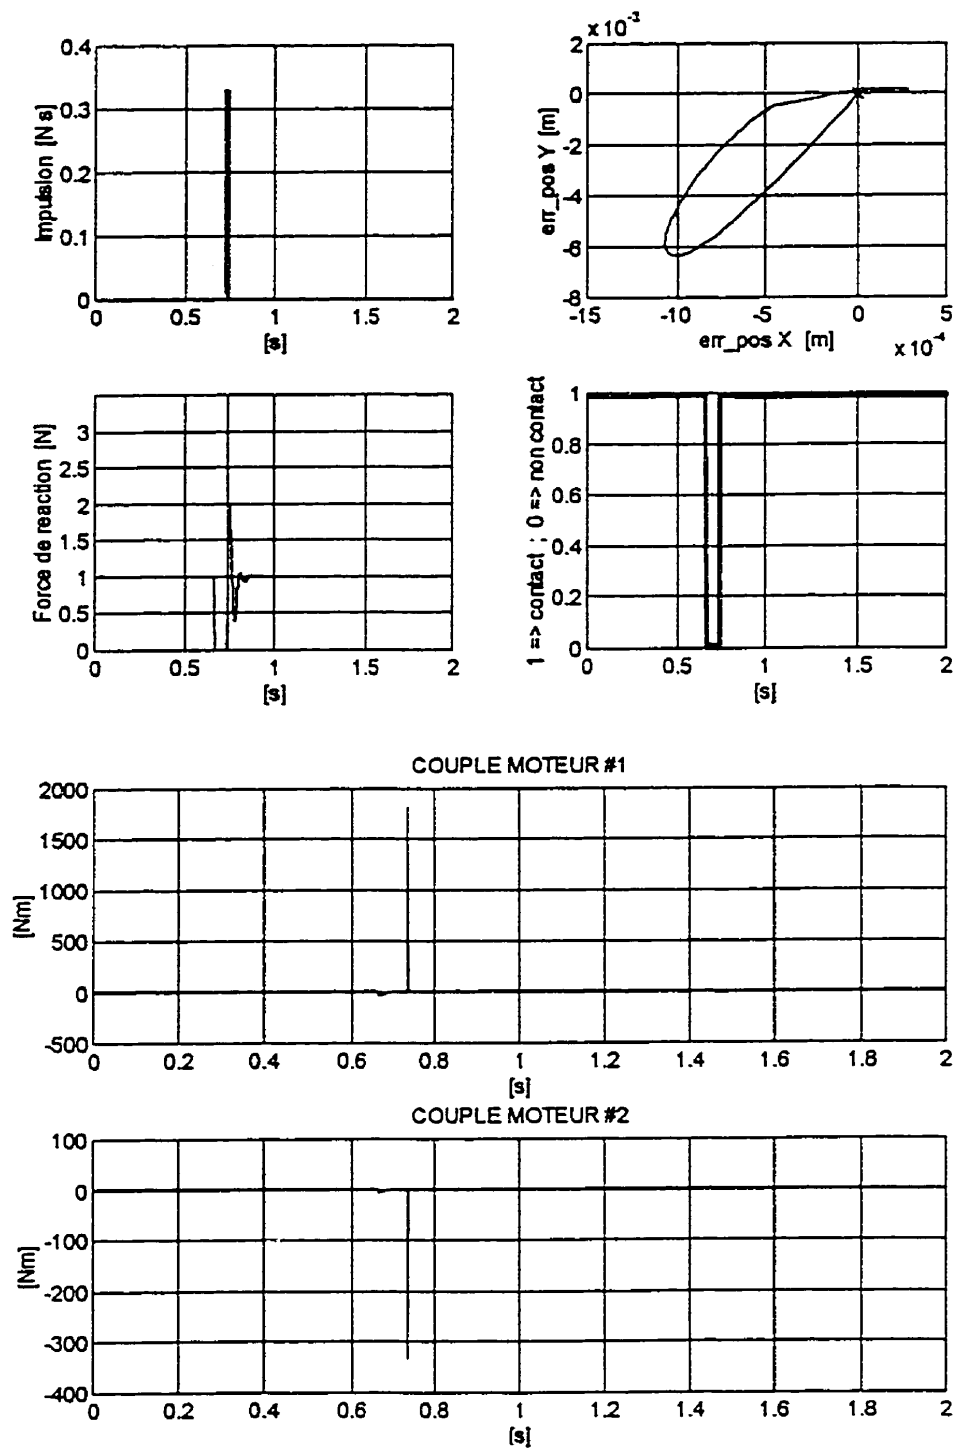 0.4
0.3
0.2
0.1
0
Impulsion [N s]
0 0.5 1 1.5 2
[s]
x 10^-3
2
0
-2
-4
-6
-8
err_pos Y [m]
-15 -10 -5 0 5
err_pos X [m]
x 10^-4
3
2.5
2
1.5
1
0.5
0
Force de reaction [N]
0 0.5 1 1.5 2
[s]
1
0.8
0.6
0.4
0.2
0
1 => contact ; 0 => non contact
0 0.5 1 1.5 2
[s]
COUPLE MOTEUR #1
2000
1500
1000
500
0
-500
[Nm]
0 0.2 0.4 0.6 0.8 1 1.2 1.4 1.6 1.8 2
[s]
COUPLE MOTEUR #2
100
0
-100
-200
-300
-400
[Nm]
0 0.2 0.4 0.6 0.8 1 1.2 1.4 1.6 1.8 2
[s]